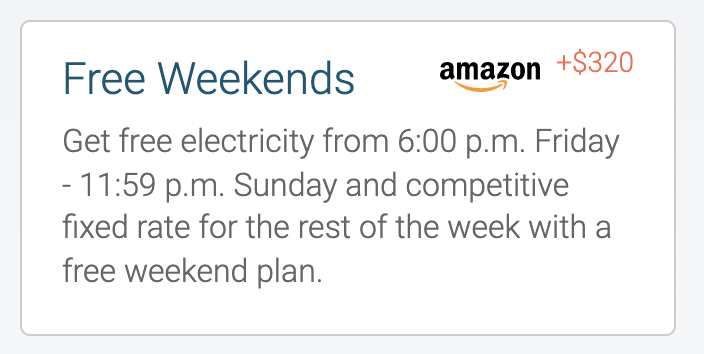 Free Weekends
amazon +$320
Get free electricity from 6:00 p.m. Friday
- 11:59 p.m. Sunday and competitive
fixed rate for the rest of the week with a
free weekend plan.